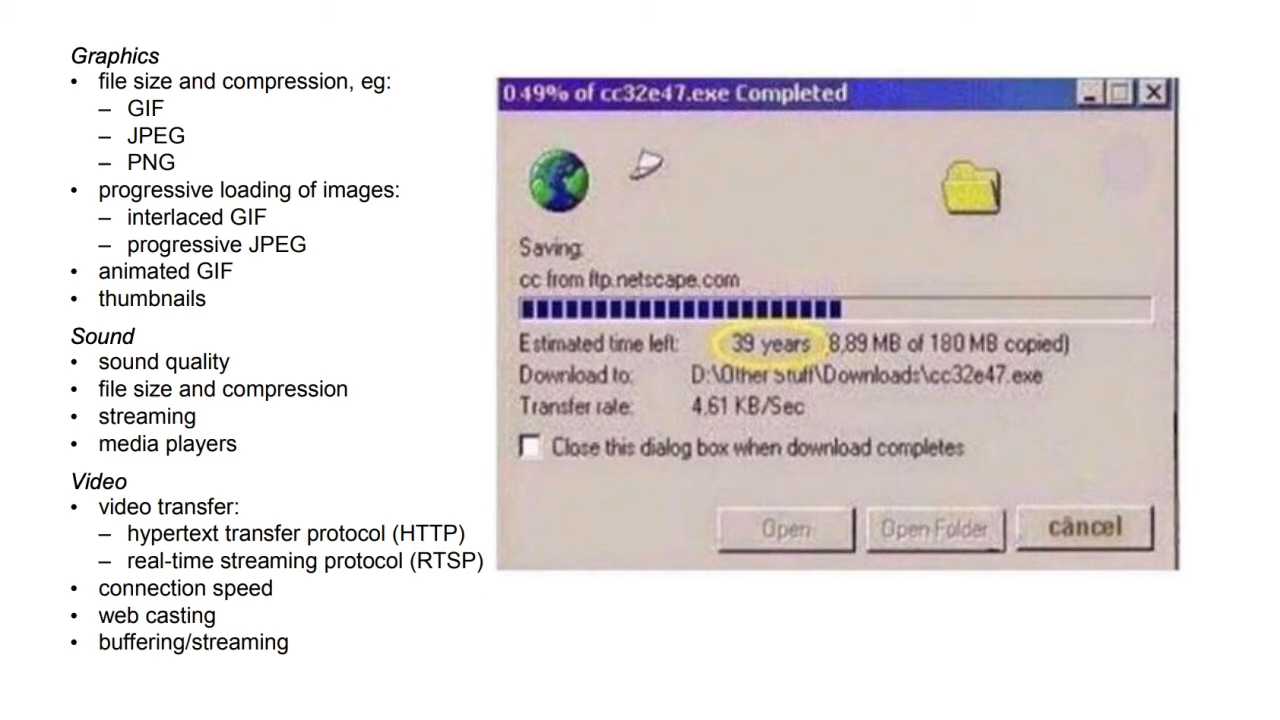 Graphics
• file size and compression, eg:
– GIF
– JPEG
– PNG
• progressive loading of images:
– interlaced GIF
– progressive JPEG
• animated GIF
• thumbnails
Sound
• sound quality
• file size and compression
• streaming
• media players
Video
• video transfer:
– hypertext transfer protocol (HTTP)
– real-time streaming protocol (RTSP)
• connection speed
• web casting
• buffering/streaming
0.49% of cc32e47.exe Completed
Saving:
cc from ftp.netscape.com
Estimated time left: 39 years (8,89 MB of 180 MB copied)
Download to: D:\Other Stuff\Downloads\cc32e47.exe
Transfer rate: 4.61 KB/Sec
Close this dialog box when download completes
Open Open Folder cancel